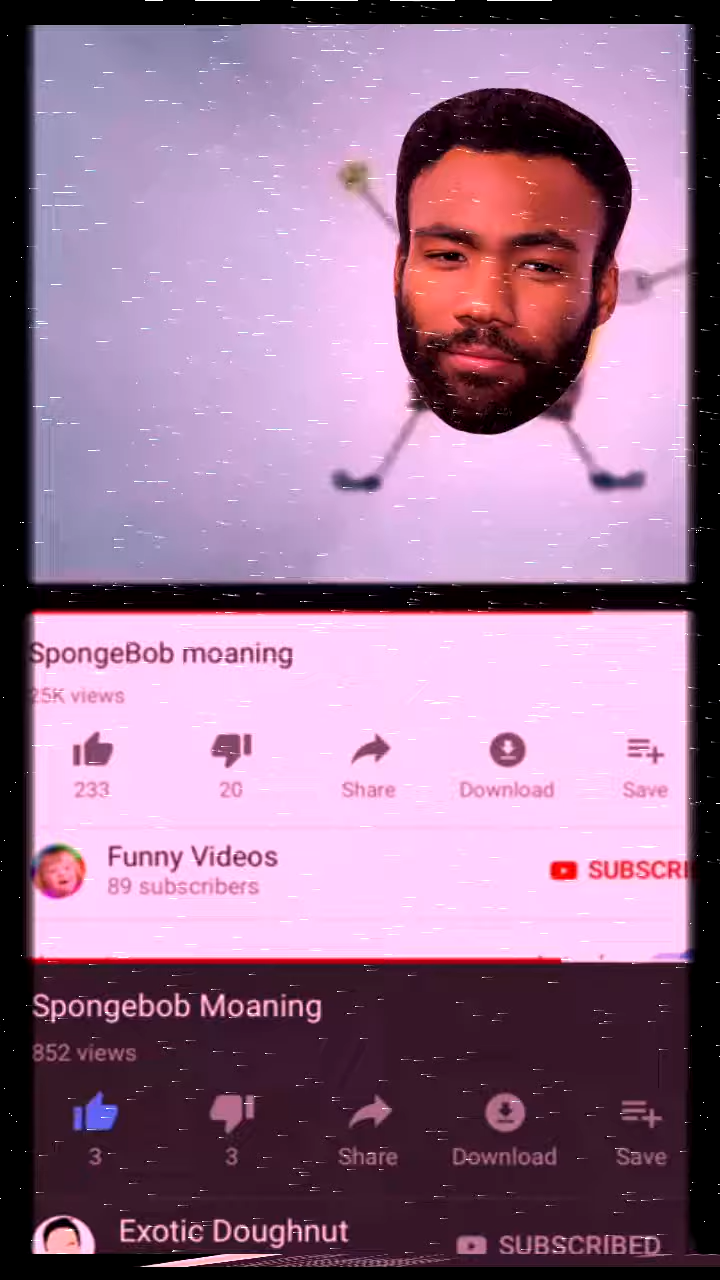 SpongeBob moaning
25K views
233 20 Share Download Save
Funny Videos
89 subscribers
SUBSCRI
Spongebob Moaning
852 views
3 3 Share Download Save
Exotic Doughnut
SUBSCRIBED